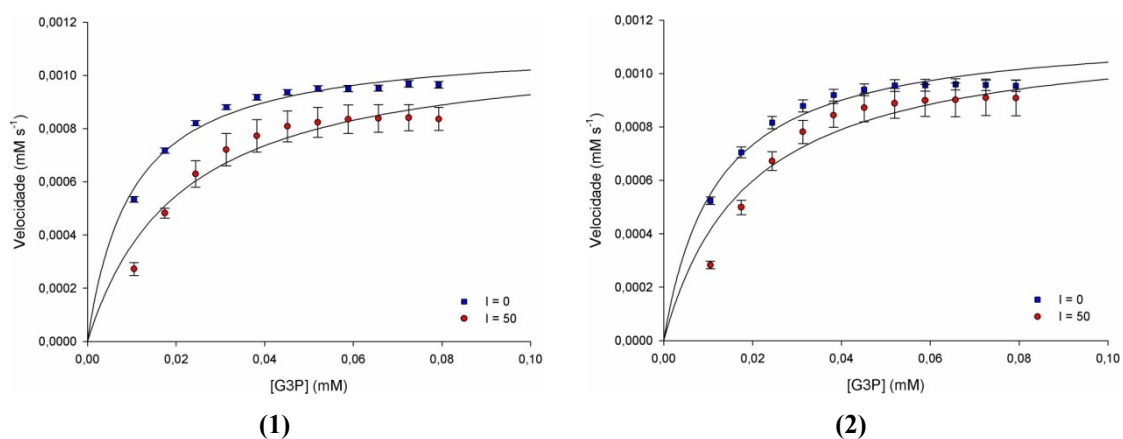 0,0012
0,0010
0,0008
0,0006
0,0004
0,0002
0,0000
Velocidade (mM s⁻¹)
I = 0
I = 50
0,00 0,02 0,04 0,06 0,08 0,10
[G3P] (mM)
(1)
0,0012
0,0010
0,0008
0,0006
0,0004
0,0002
0,0000
Velocidade (mM s⁻¹)
I = 0
I = 50
0,00 0,02 0,04 0,06 0,08 0,10
[G3P] (mM)
(2)